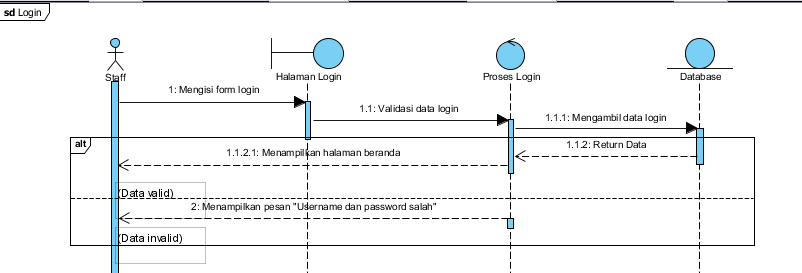 sd Login
Staff
Halaman Login
Proses Login
Database
1: Mengisi form login
1.1: Validasi data login
1.1.1: Mengambil data login
alt
1.1.2: Return Data
1.1.2.1: Menampilkan halaman beranda
(Data valid)
2: Menampilkan pesan "Username dan password salah"
(Data invalid)